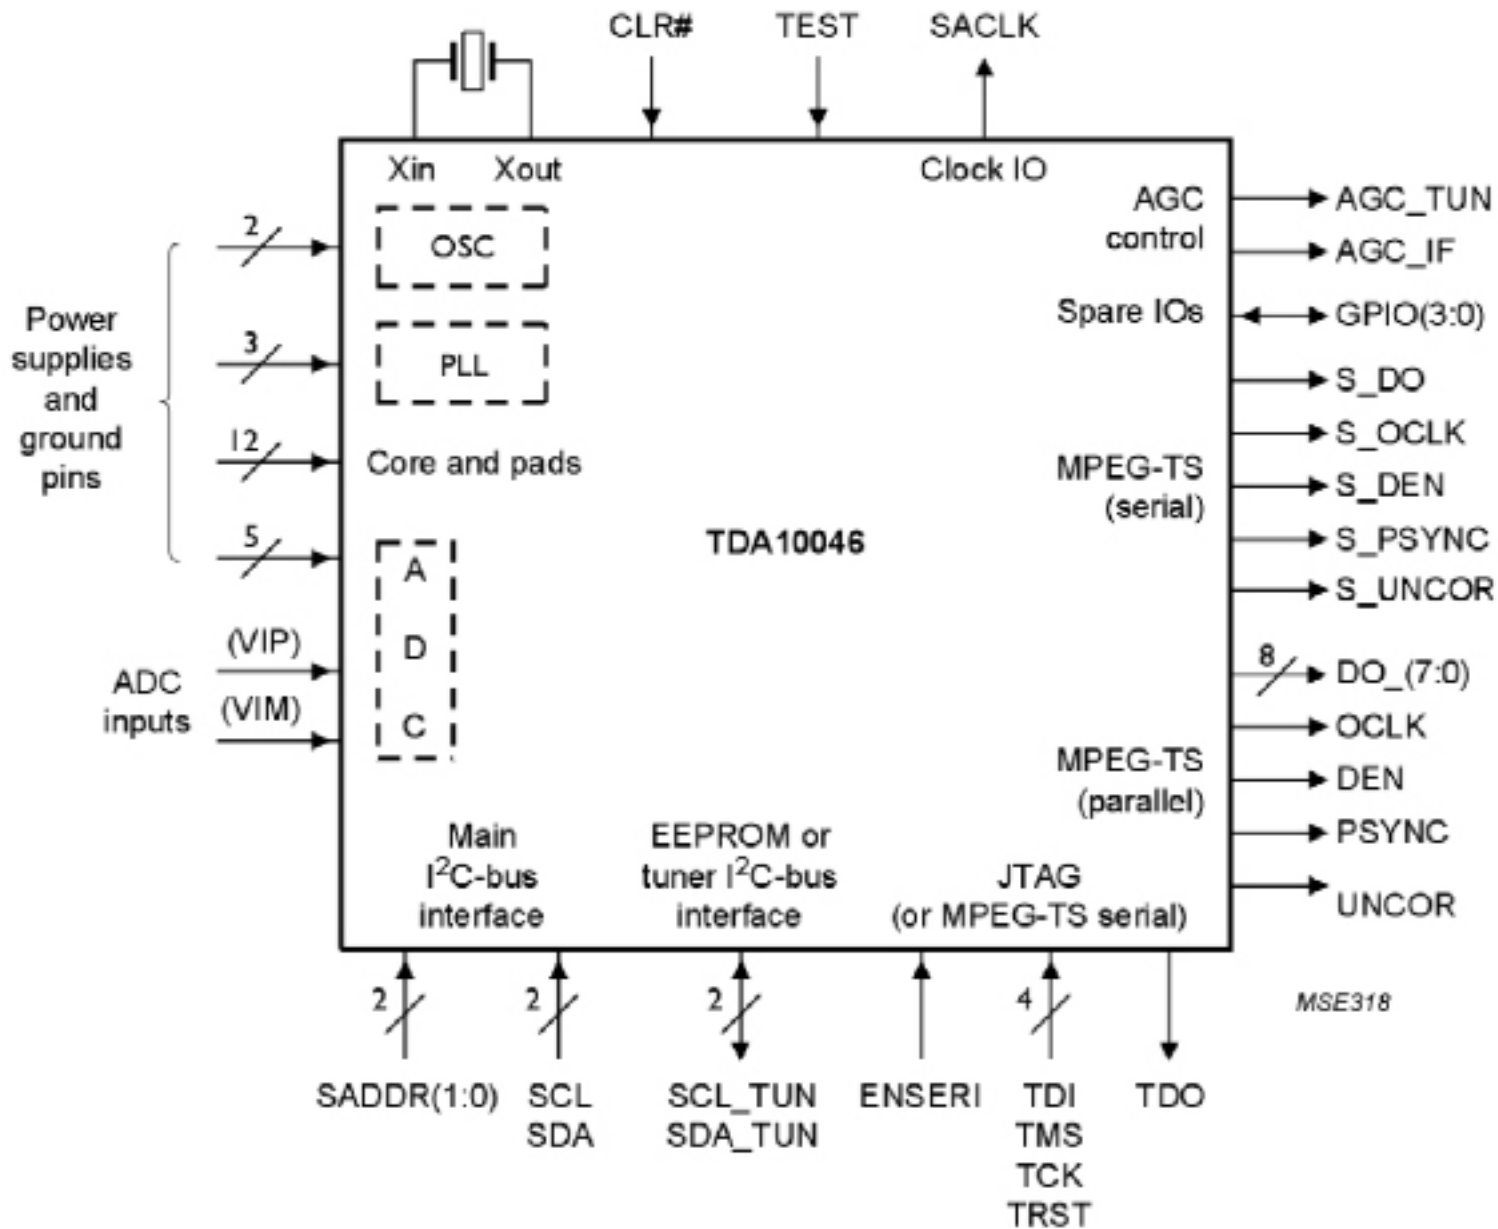 CLR# TEST SACLK
Xin Xout Clock IO
OSC
PLL
Core and pads
A
D
C
TDA10046
Power
supplies
and
ground
pins
2
3
12
5
ADC
inputs
(VIP)
(VIM)
AGC
control
Spare IOs
MPEG-TS
(serial)
MPEG-TS
(parallel)
AGC_TUN
AGC_IF
GPIO(3:0)
S_DO
S_OCLK
S_DEN
S_PSYNC
S_UNCOR
8
DO_(7:0)
OCLK
DEN
PSYNC
UNCOR
Main
I²C-bus
interface
EEPROM or
tuner I²C-bus
interface
JTAG
(or MPEG-TS serial)
2 2 2 4
MSE318
SADDR(1:0)
SCL
SDA
SCL_TUN
SDA_TUN
ENSERI
TDI
TMS
TCK
TRST
TDO